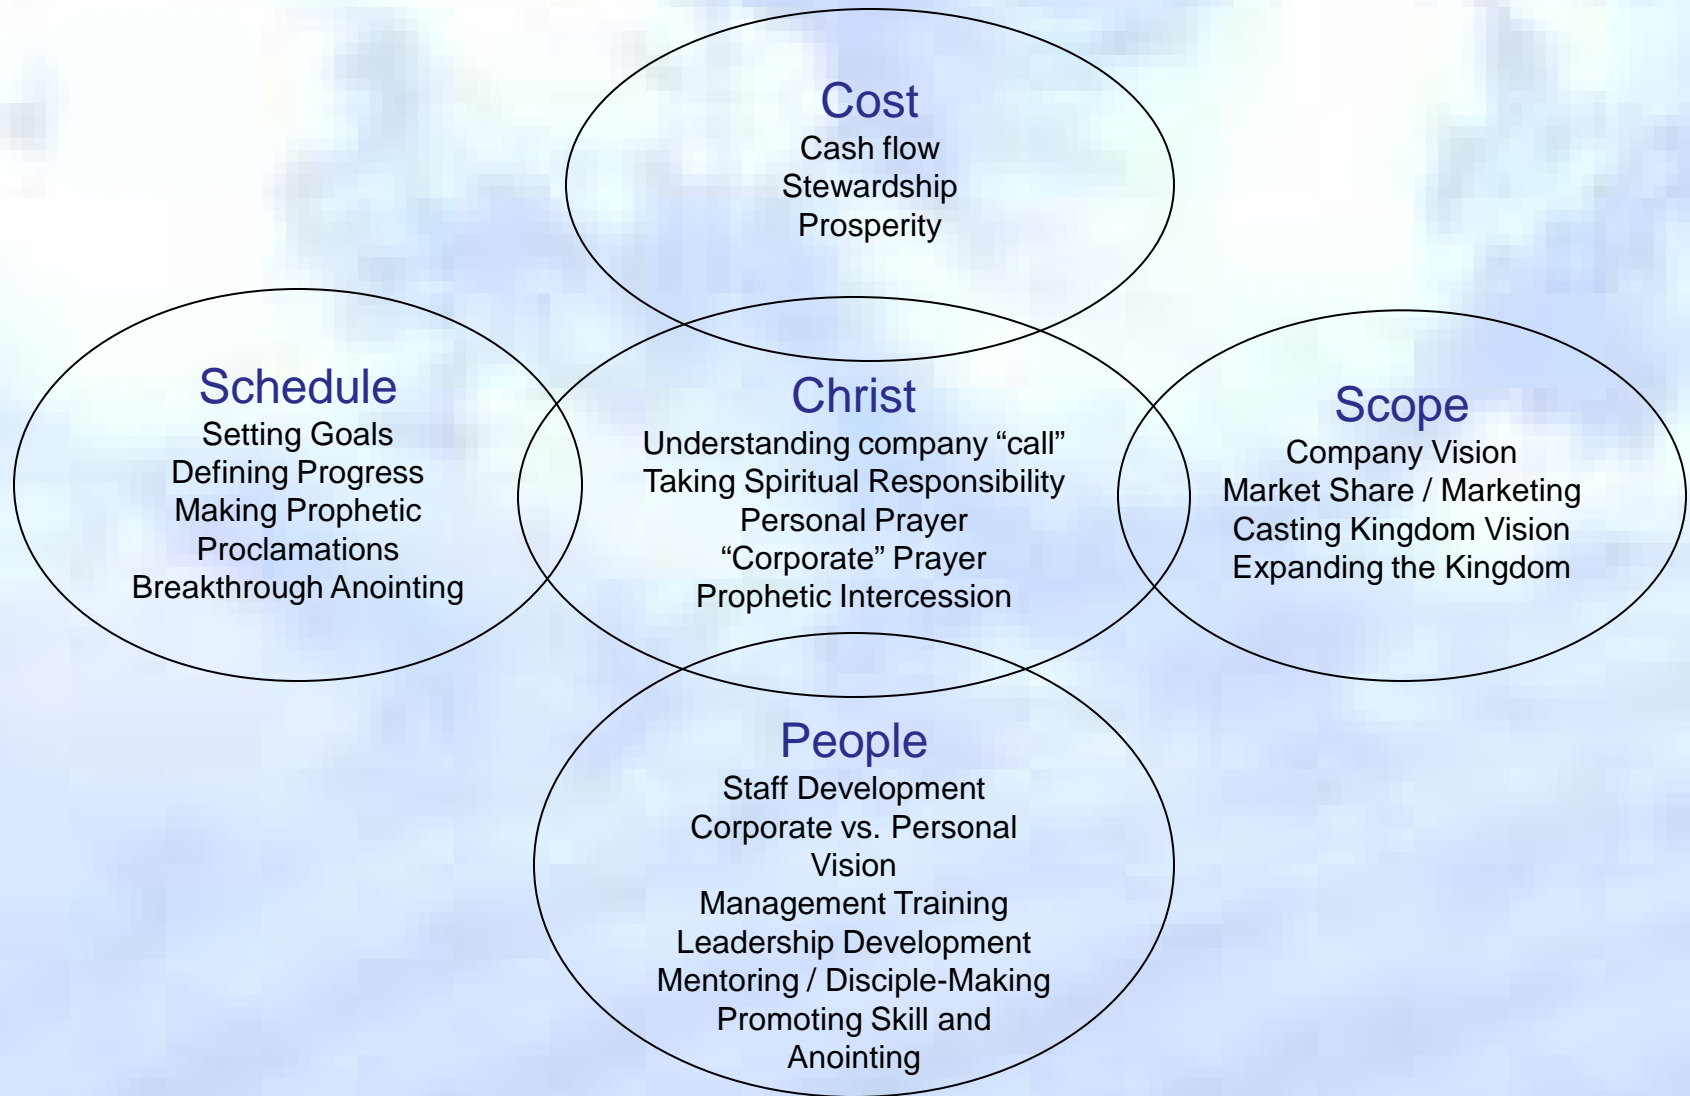 Cost
Cash flow
Stewardship
Prosperity
Schedule
Setting Goals
Defining Progress
Making Prophetic
Proclamations
Breakthrough Anointing
Christ
Understanding company “call”
Taking Spiritual Responsibility
Personal Prayer
“Corporate” Prayer
Prophetic Intercession
Scope
Company Vision
Market Share / Marketing
Casting Kingdom Vision
Expanding the Kingdom
People
Staff Development
Corporate vs. Personal
Vision
Management Training
Leadership Development
Mentoring / Disciple-Making
Promoting Skill and
Anointing